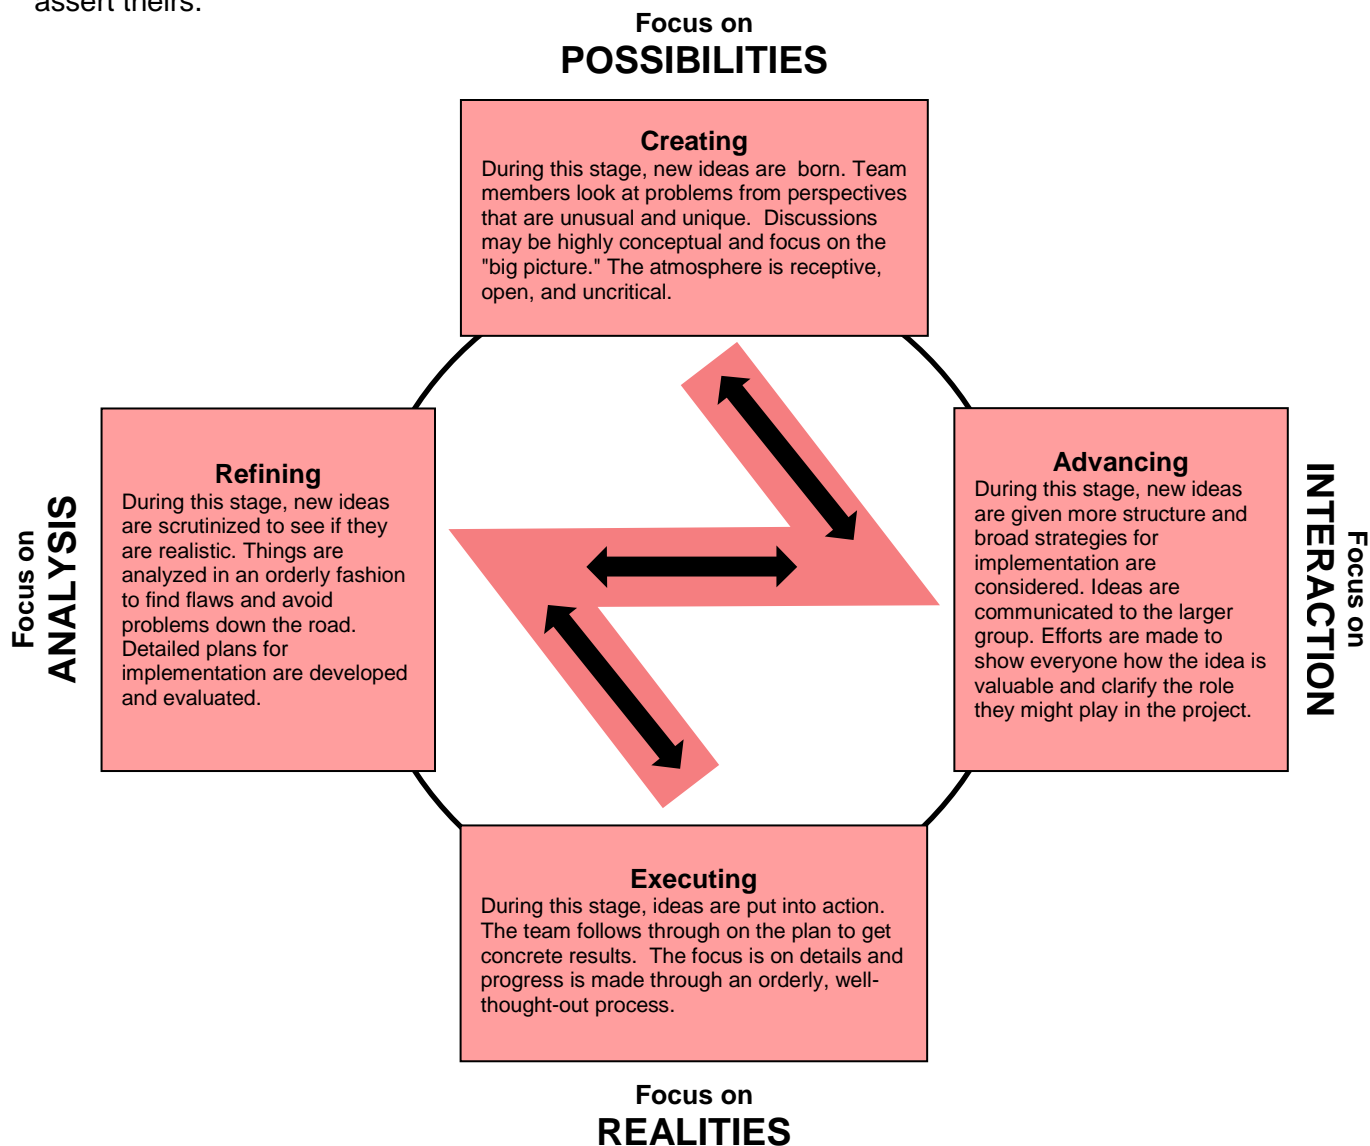 assert theirs.
Focus on
POSSIBILITIES
Creating
During this stage, new ideas are  born. Team
members look at problems from perspectives
that are unusual and unique.  Discussions
may be highly conceptual and focus on the
"big picture." The atmosphere is receptive,
open, and uncritical.
Focus on
ANALYSIS
Refining
During this stage, new ideas
are scrutinized to see if they
are realistic. Things are
analyzed in an orderly fashion
to find flaws and avoid
problems down the road.
Detailed plans for
implementation are developed
and evaluated.
Advancing
During this stage, new ideas
are given more structure and
broad strategies for
implementation are
considered. Ideas are
communicated to the larger
group. Efforts are made to
show everyone how the idea is
valuable and clarify the role
they might play in the project.
Focus on
INTERACTION
Executing
During this stage, ideas are put into action.
The team follows through on the plan to get
concrete results.  The focus is on details and
progress is made through an orderly, well-
thought-out process.
Focus on
REALITIES